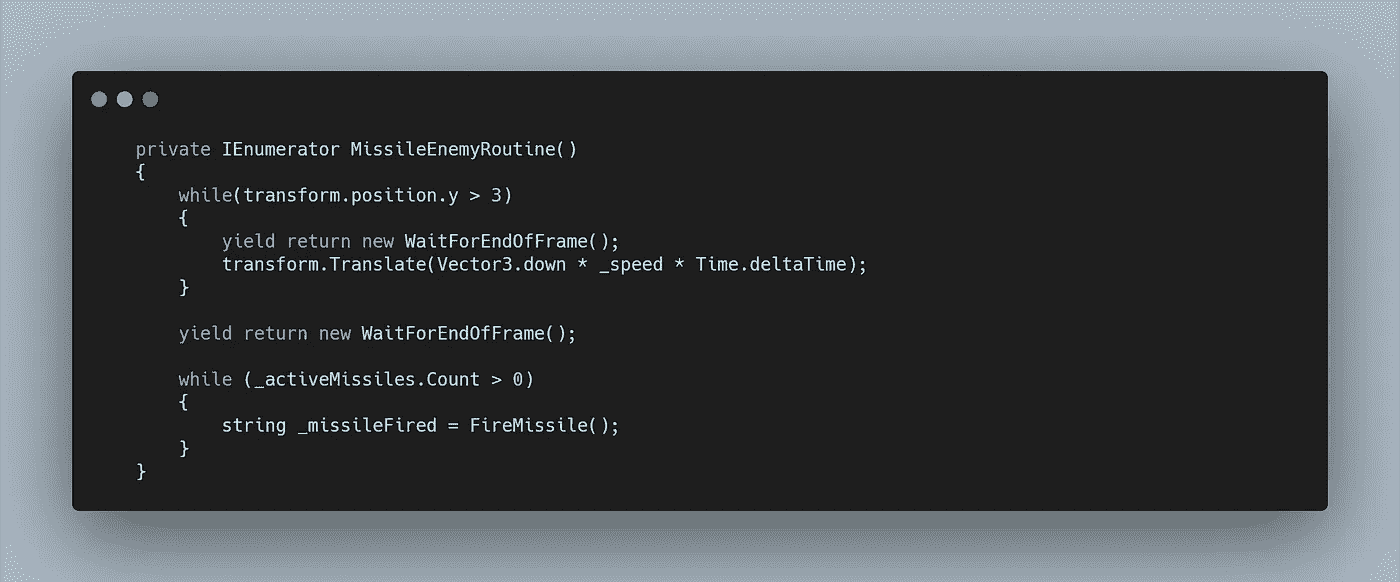 private IEnumerator MissileEnemyRoutine()
{
    while(transform.position.y > 3)
    {
        yield return new WaitForEndOfFrame();
        transform.Translate(Vector3.down * _speed * Time.deltaTime);
    }

    yield return new WaitForEndOfFrame();

    while (_activeMissiles.Count > 0)
    {
        string _missileFired = FireMissile();
    }
}